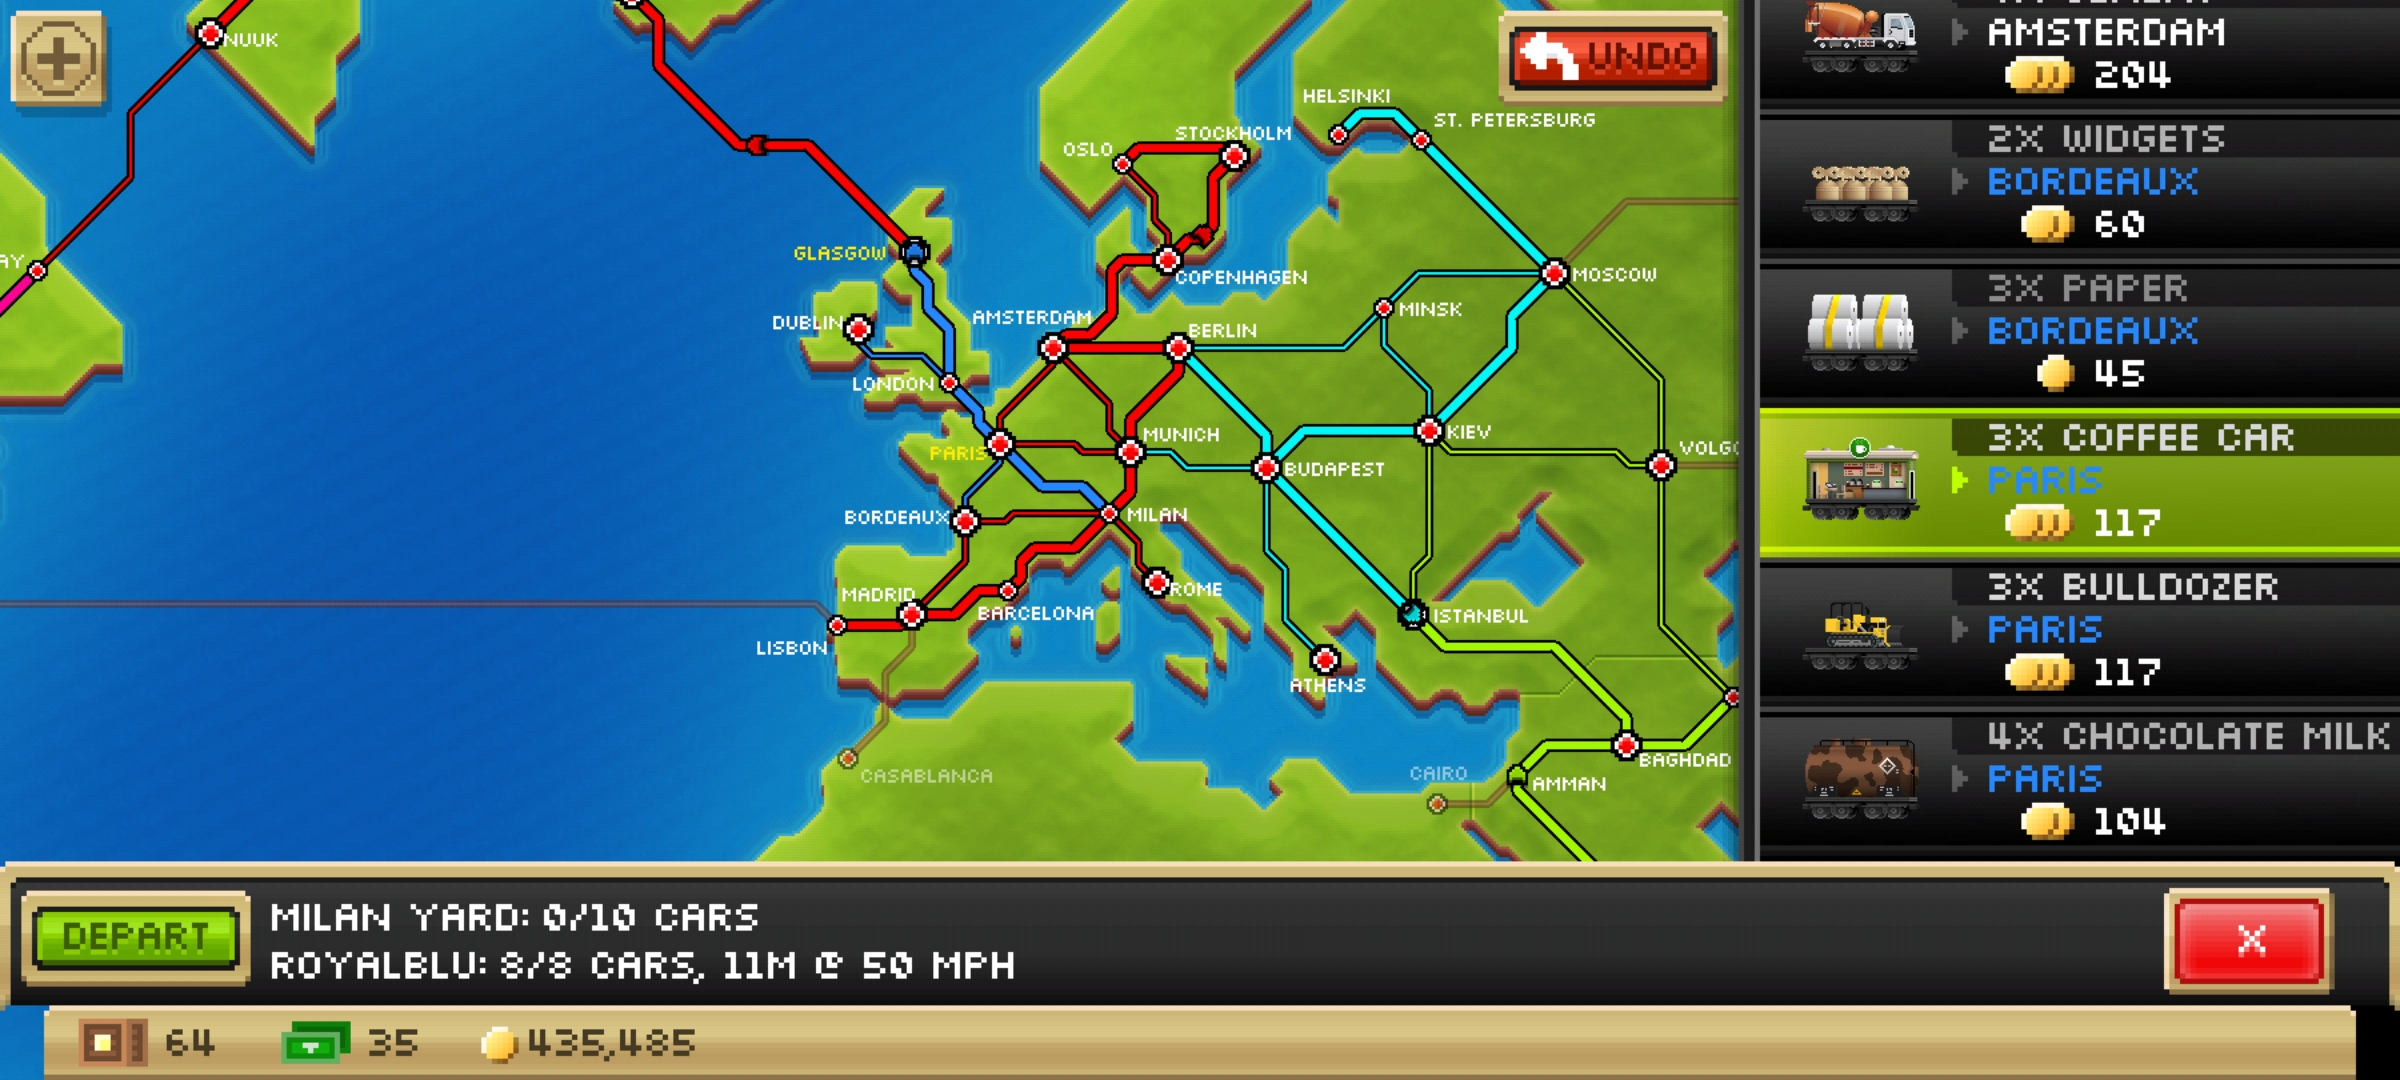 NUUK
AY
UNDO
HELSINKI
ST. PETERSBURG
STOCKHOLM
OSLO
GLASGOW
COPENHAGEN
MOSCOW
DUBLIN
AMSTERDAM
BERLIN
MINSK
LONDON
PARIS
MUNICH
KIEV
VOLGO
BUDAPEST
BORDEAUX
MILAN
MADRID
BARCELONA
ROME
ISTANBUL
LISBON
ATHENS
CASABLANCA
CAIRO
AMMAN
BAGHDAD
AMSTERDAM
204
2X WIDGETS
BORDEAUX
60
3X PAPER
BORDEAUX
45
3X COFFEE CAR
PARIS
117
3X BULLDOZER
PARIS
117
4X CHOCOLATE MILK
PARIS
104
DEPART
MILAN YARD: 0/10 CARS
ROYALBLU: 8/8 CARS, 11M @ 50 MPH
X
64
35
435,485